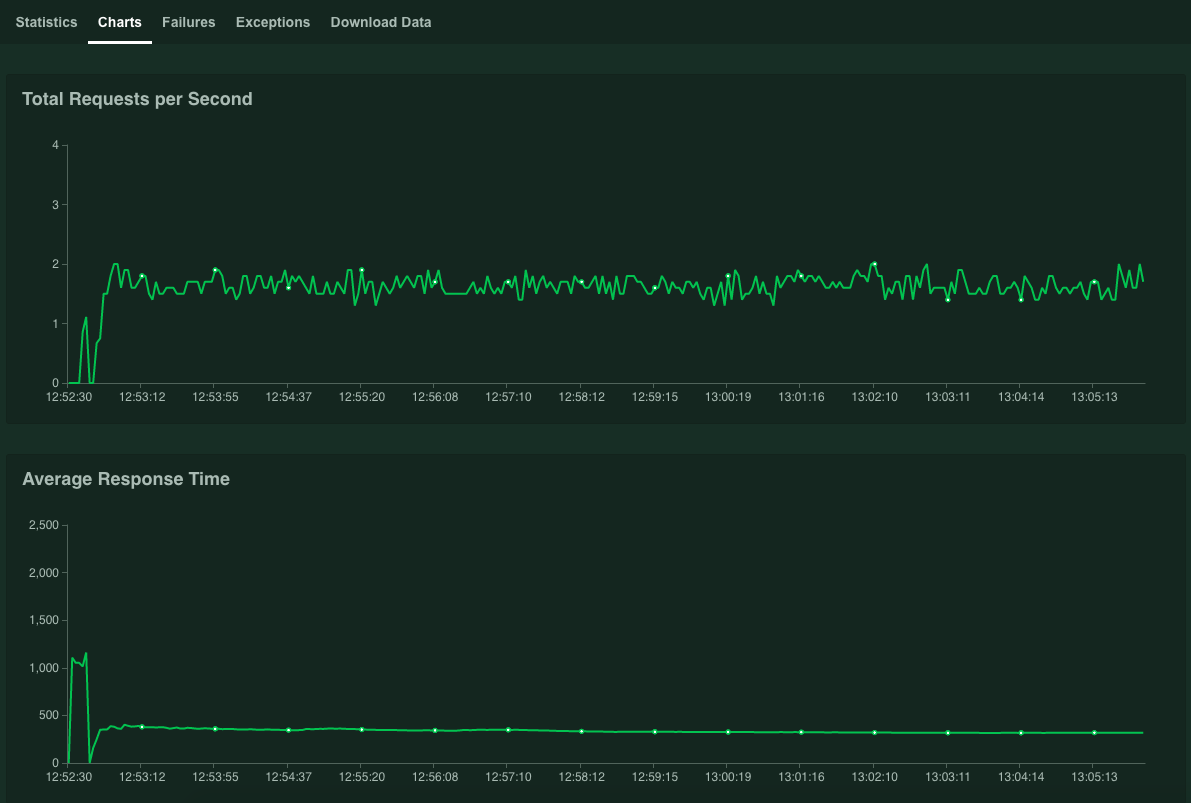 Statistics Charts Failures Exceptions Download Data
Total Requests per Second
4
3
2
1
0
12:52:30 12:53:12 12:53:55 12:54:37 12:55:20 12:56:08 12:57:10 12:58:12 12:59:15 13:00:19 13:01:16 13:02:10 13:03:11 13:04:14 13:05:13
Average Response Time
2,500
2,000
1,500
1,000
500
0
12:52:30 12:53:12 12:53:55 12:54:37 12:55:20 12:56:08 12:57:10 12:58:12 12:59:15 13:00:19 13:01:16 13:02:10 13:03:11 13:04:14 13:05:13